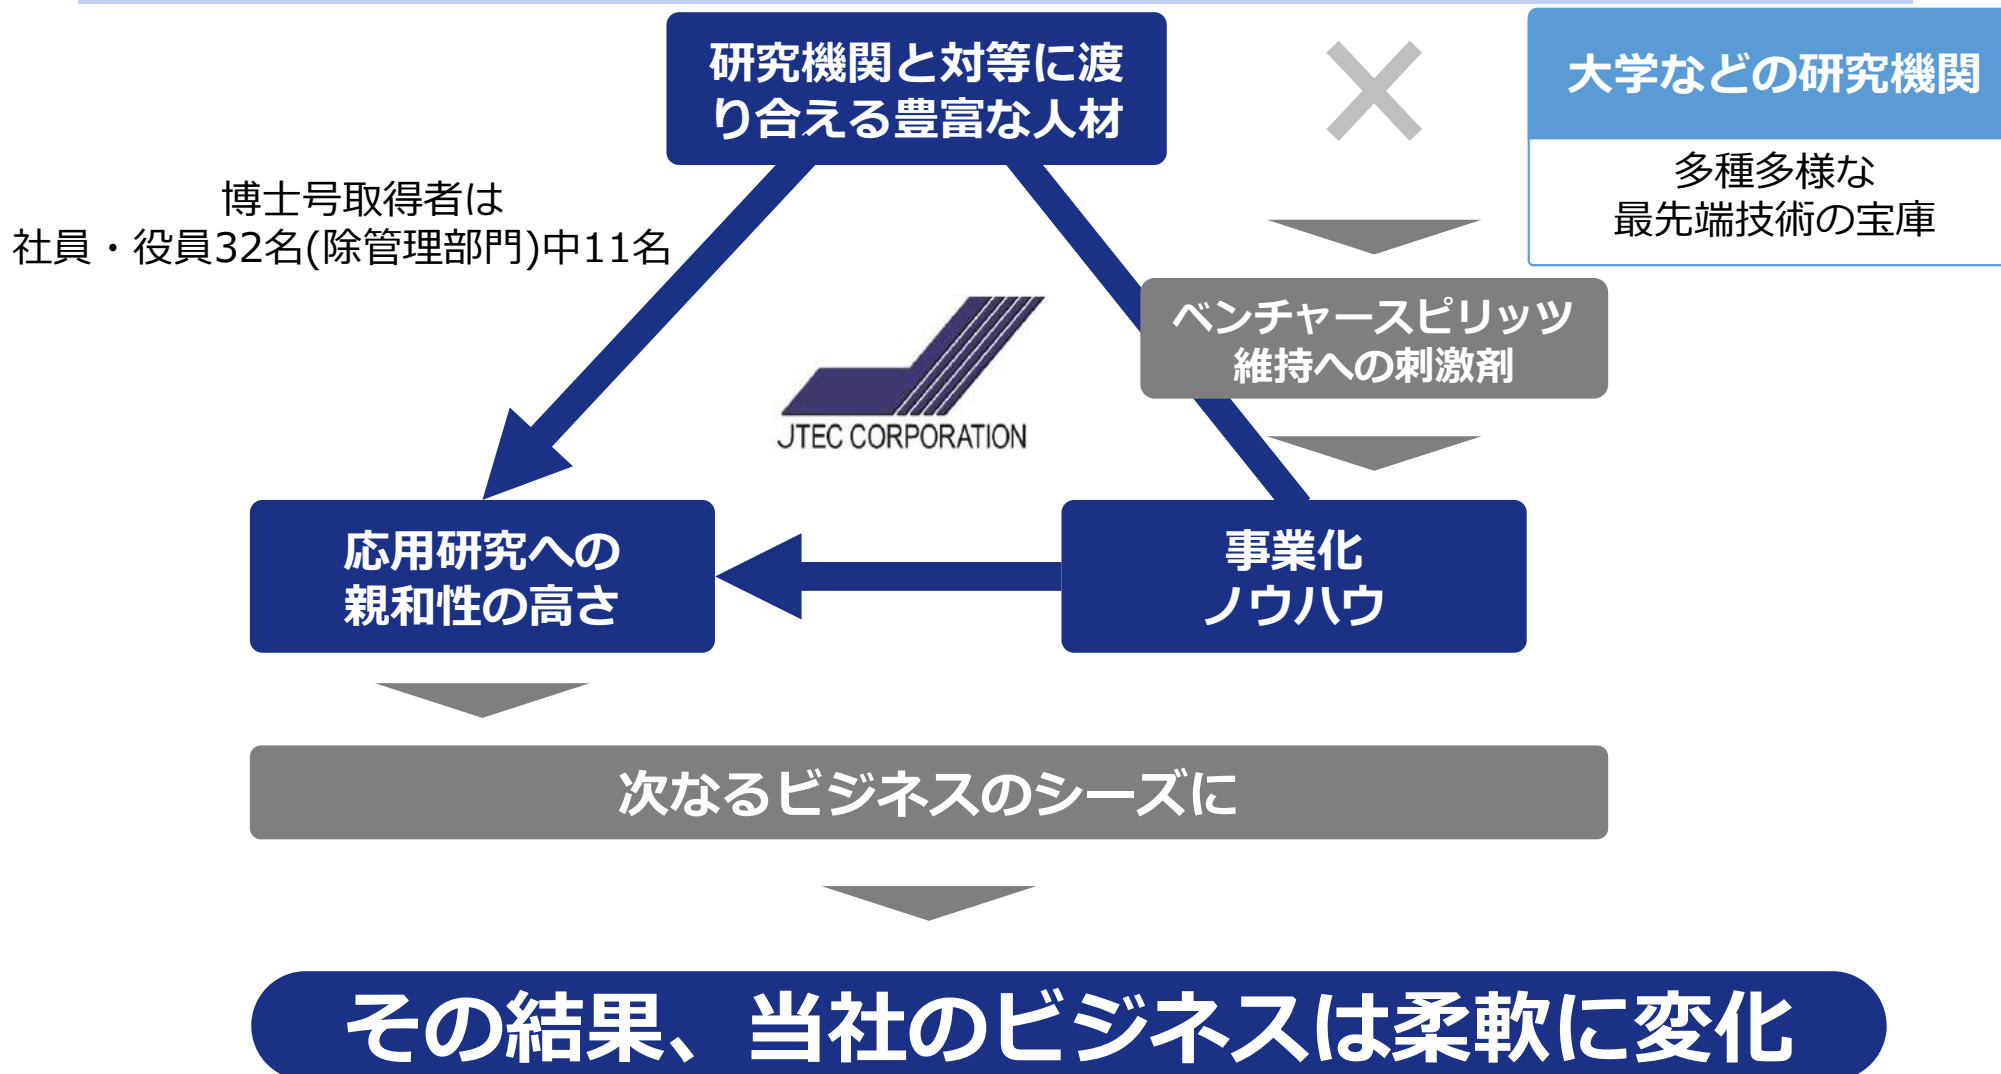 研究機関と対等に渡
り合える豊富な人材
大学などの研究機関
多種多様な
最先端技術の宝庫
博士号取得者は
社員・役員32名(除管理部門)中11名
ベンチャースピリッツ
維持への刺激剤
JTEC CORPORATION
応用研究への
親和性の高さ
事業化
ノウハウ
次なるビジネスのシーズに
その結果、当社のビジネスは柔軟に変化